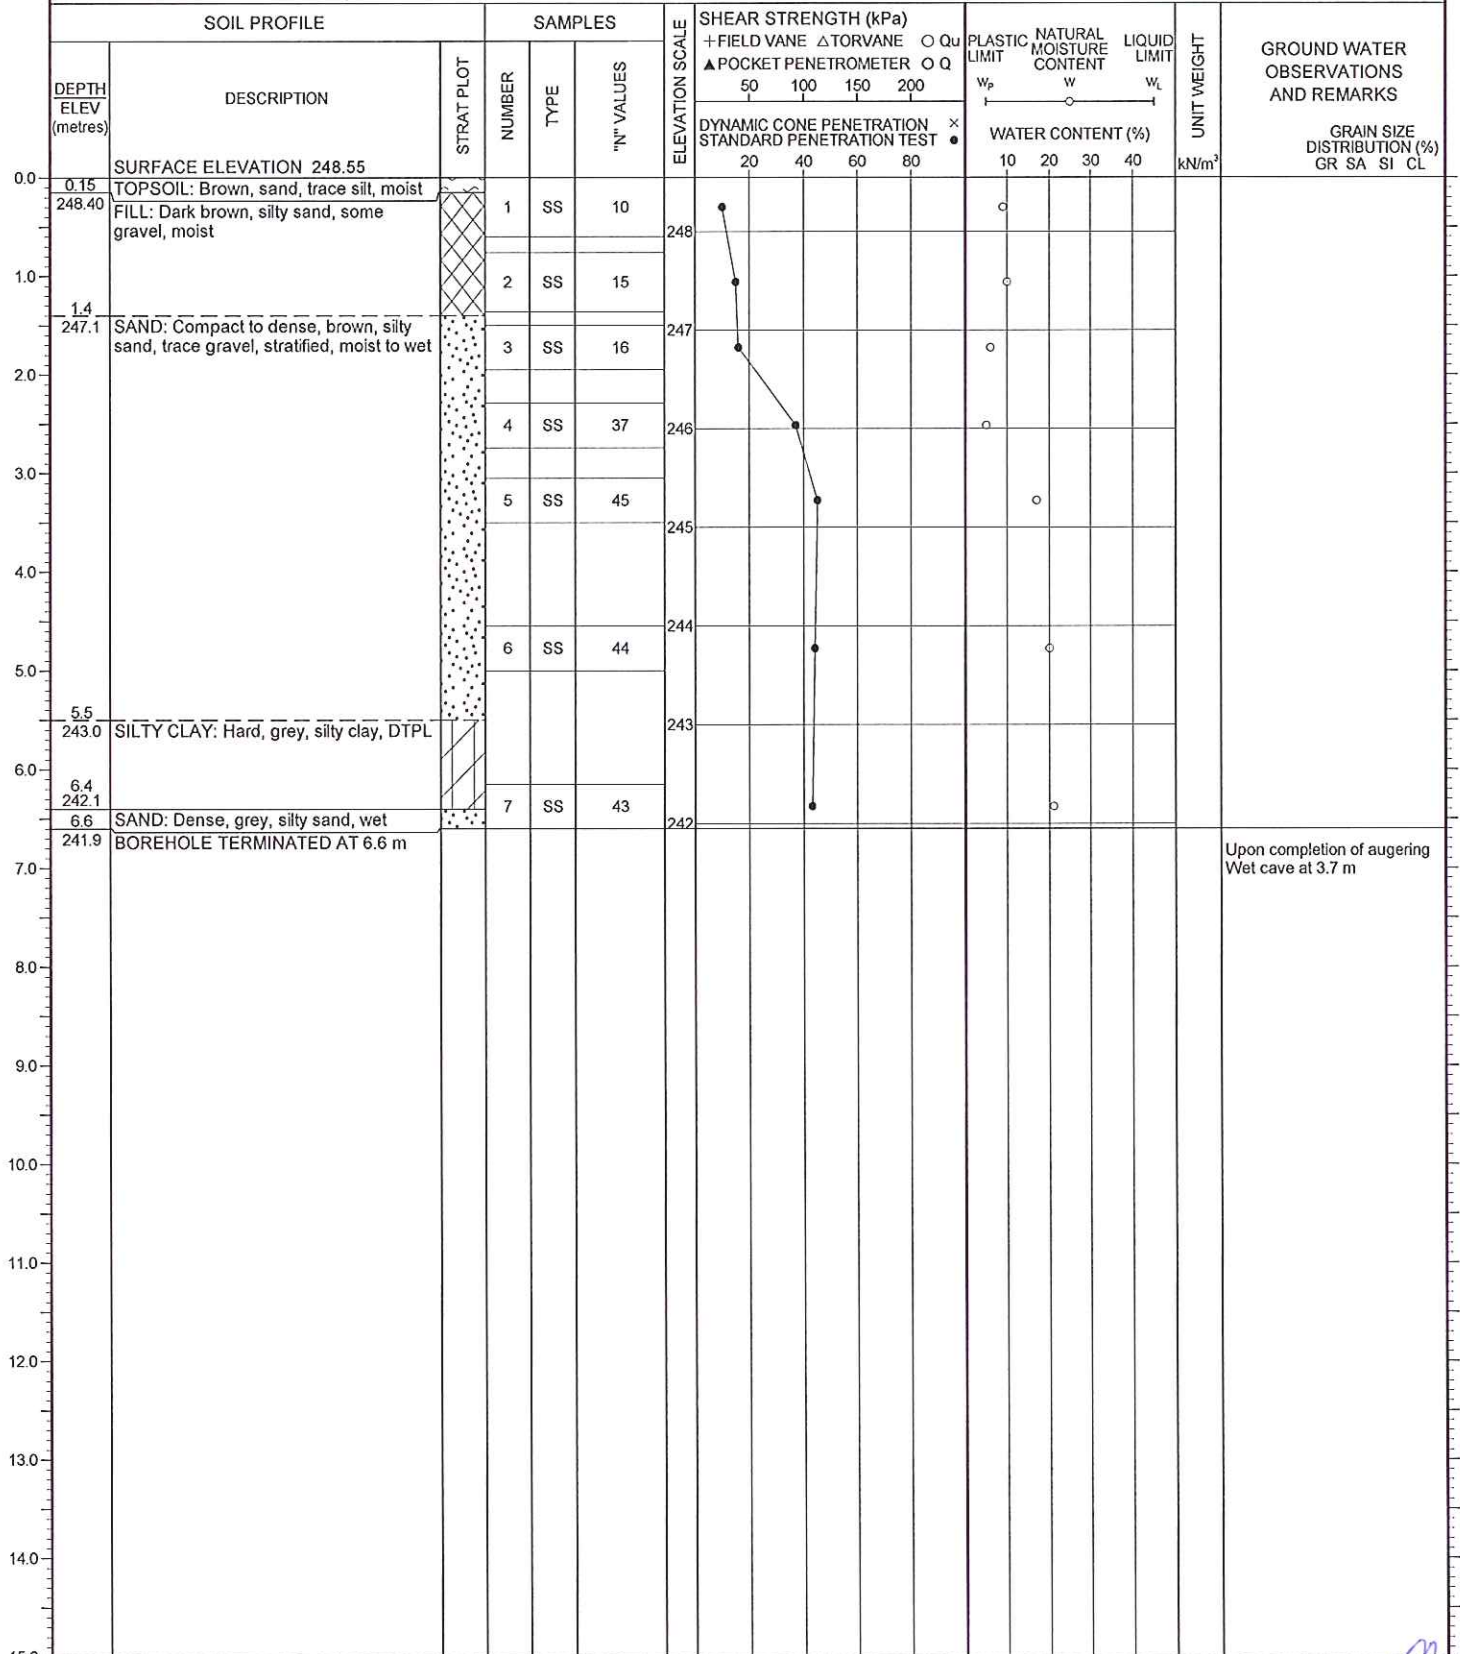 SOIL PROFILE
SAMPLES
ELEVATION SCALE
SHEAR STRENGTH (kPa)
+FIELD VANE △TORVANE ○ Qu
▲POCKET PENETROMETER ○ Q
50 100 150 200
DYNAMIC CONE PENETRATION ×
STANDARD PENETRATION TEST ●
20 40 60 80
PLASTIC LIMIT
NATURAL MOISTURE CONTENT
LIQUID LIMIT
WP W WL
WATER CONTENT (%)
10 20 30 40
UNIT WEIGHT
kN/m³
GROUND WATER
OBSERVATIONS
AND REMARKS
GRAIN SIZE
DISTRIBUTION (%)
GR SA SI CL
DEPTH
ELEV
(metres)
DESCRIPTION
STRAT PLOT
NUMBER
TYPE
"N" VALUES
SURFACE ELEVATION 248.55
0.0
0.15 TOPSOIL: Brown, sand, trace silt, moist
248.40 FILL: Dark brown, silty sand, some
gravel, moist
1 SS 10
248
1.0
2 SS 15
1.4
247.1 SAND: Compact to dense, brown, silty
sand, trace gravel, stratified, moist to wet
247
3 SS 16
2.0
4 SS 37
246
3.0
5 SS 45
245
4.0
244
6 SS 44
5.0
5.5
243.0 SILTY CLAY: Hard, grey, silty clay, DTPL
243
6.0
6.4
242.1
7 SS 43
6.6 SAND: Dense, grey, silty sand, wet
242
241.9 BOREHOLE TERMINATED AT 6.6 m
Upon completion of augering
Wet cave at 3.7 m
7.0
8.0
9.0
10.0
11.0
12.0
13.0
14.0